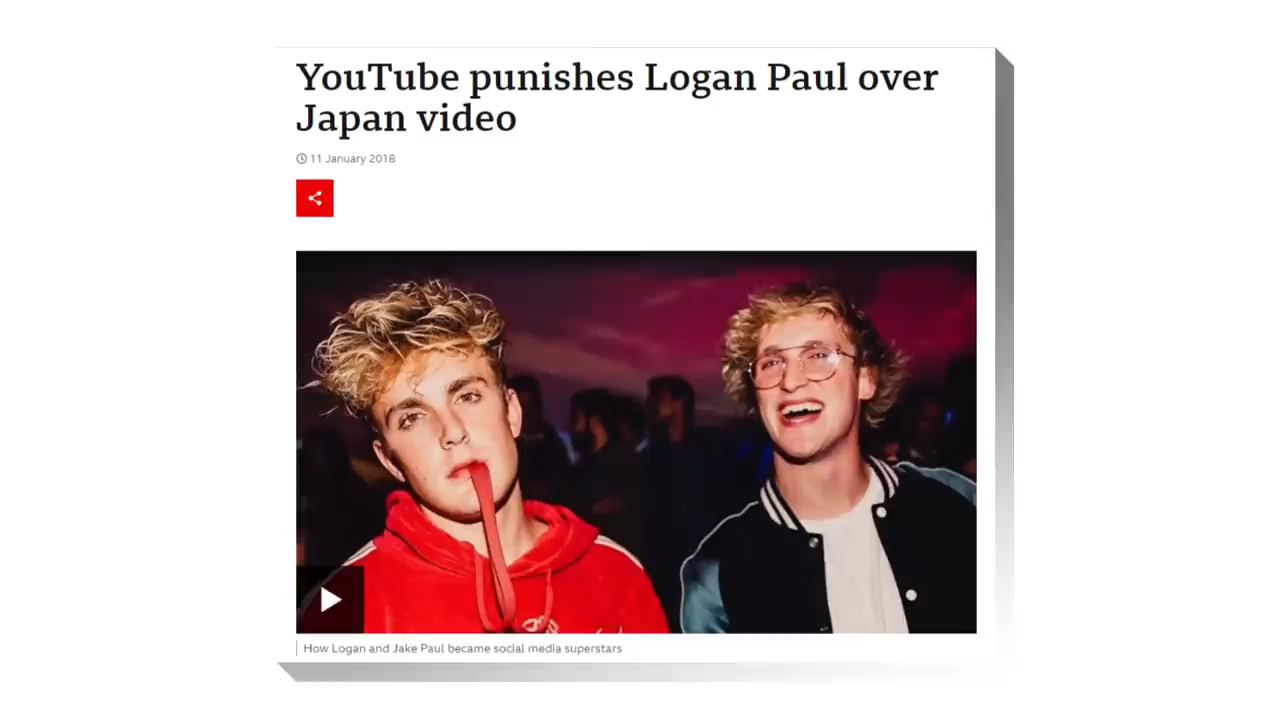 YouTube punishes Logan Paul over
Japan video
11 January 2018
How Logan and Jake Paul became social media superstars